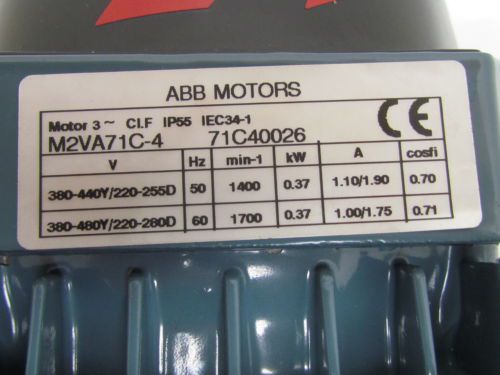 ABB MOTORS
Motor 3~ Cl.F IP55 IEC34-1
M2VA71C-4 71C40026
CE
V Hz min-1 kW A cosfi
380-440Y/220-255D 50 1400 0.37 1.10/1.90 0.70
380-480Y/220-280D 60 1700 0.37 1.00/1.75 0.71